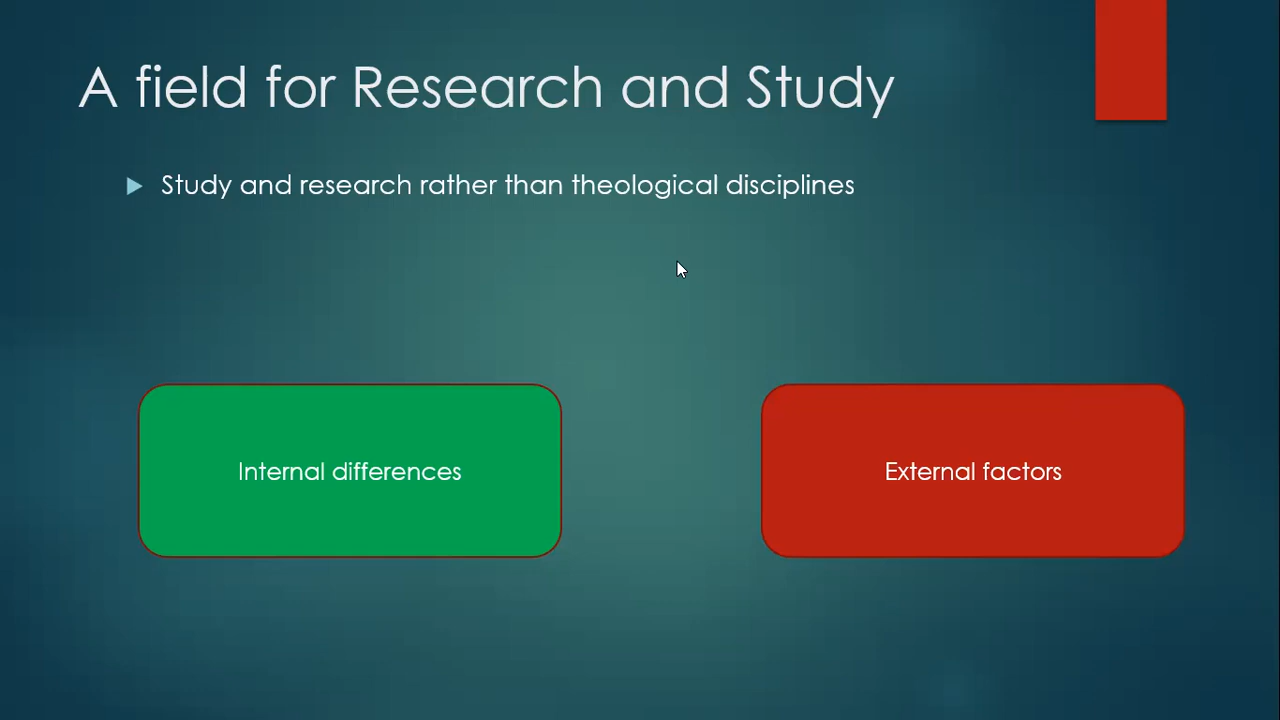 A field for Research and Study
Study and research rather than theological disciplines
Internal differences
External factors